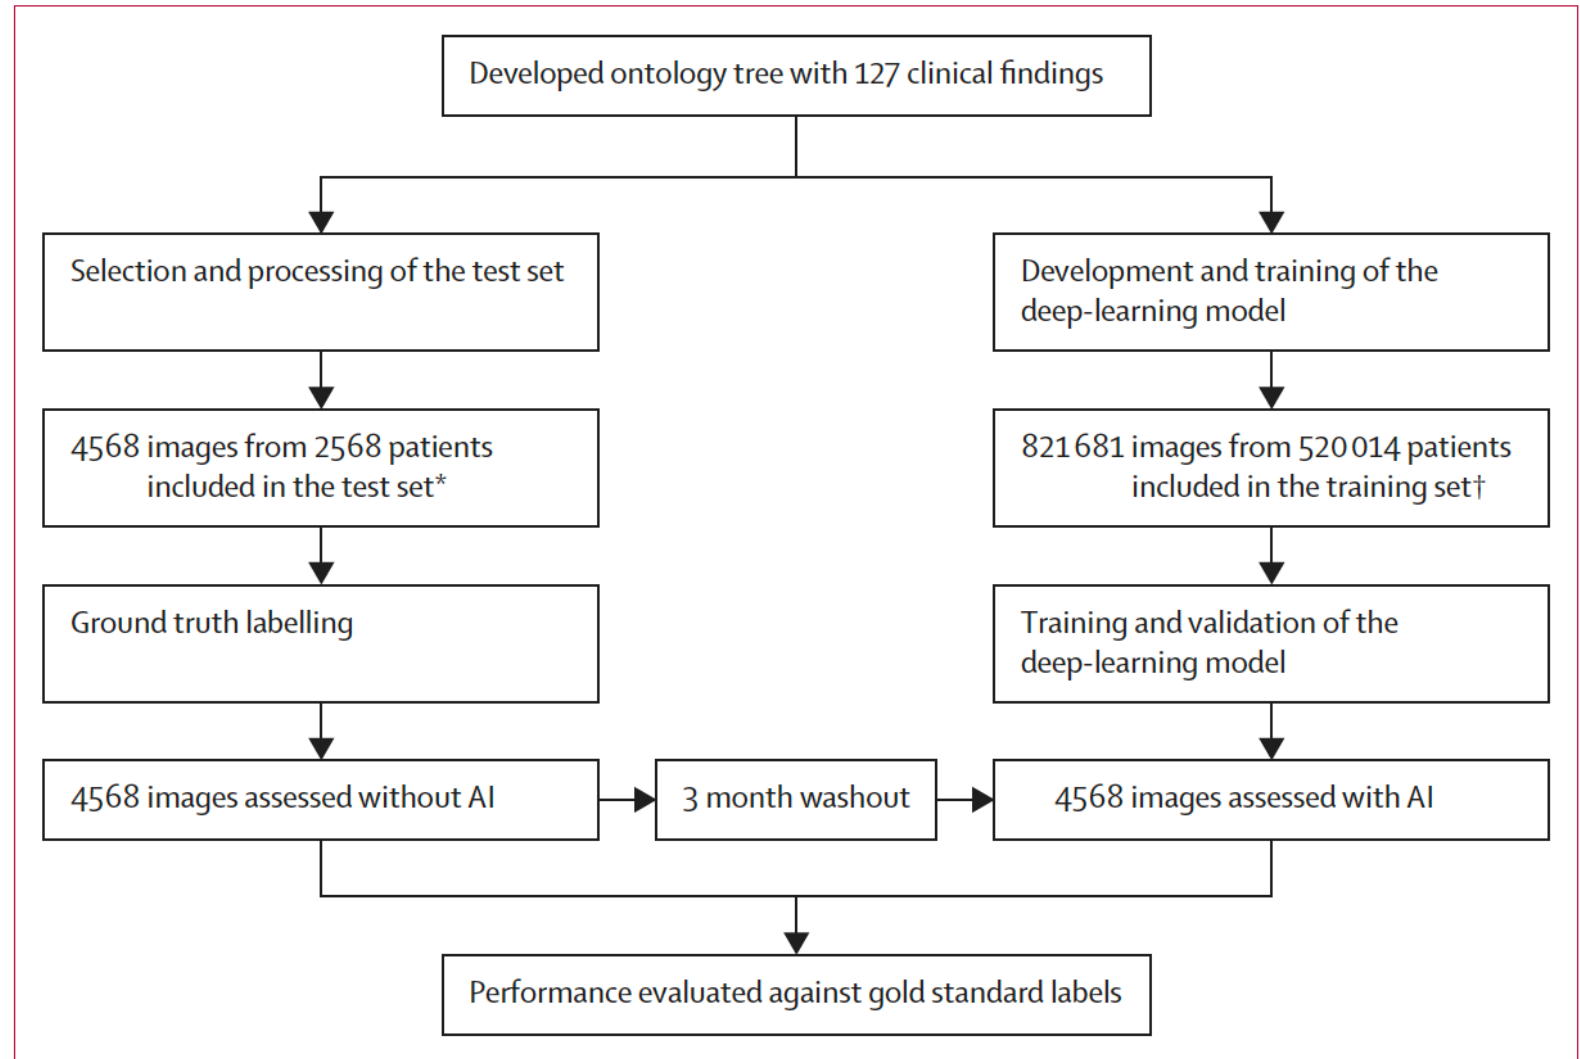 Developed ontology tree with 127 clinical findings
Selection and processing of the test set
Development and training of the
deep-learning model
4568 images from 2568 patients
included in the test set*
821 681 images from 520 014 patients
included in the training set†
Ground truth labelling
Training and validation of the
deep-learning model
4568 images assessed without AI
3 month washout
4568 images assessed with AI
Performance evaluated against gold standard labels